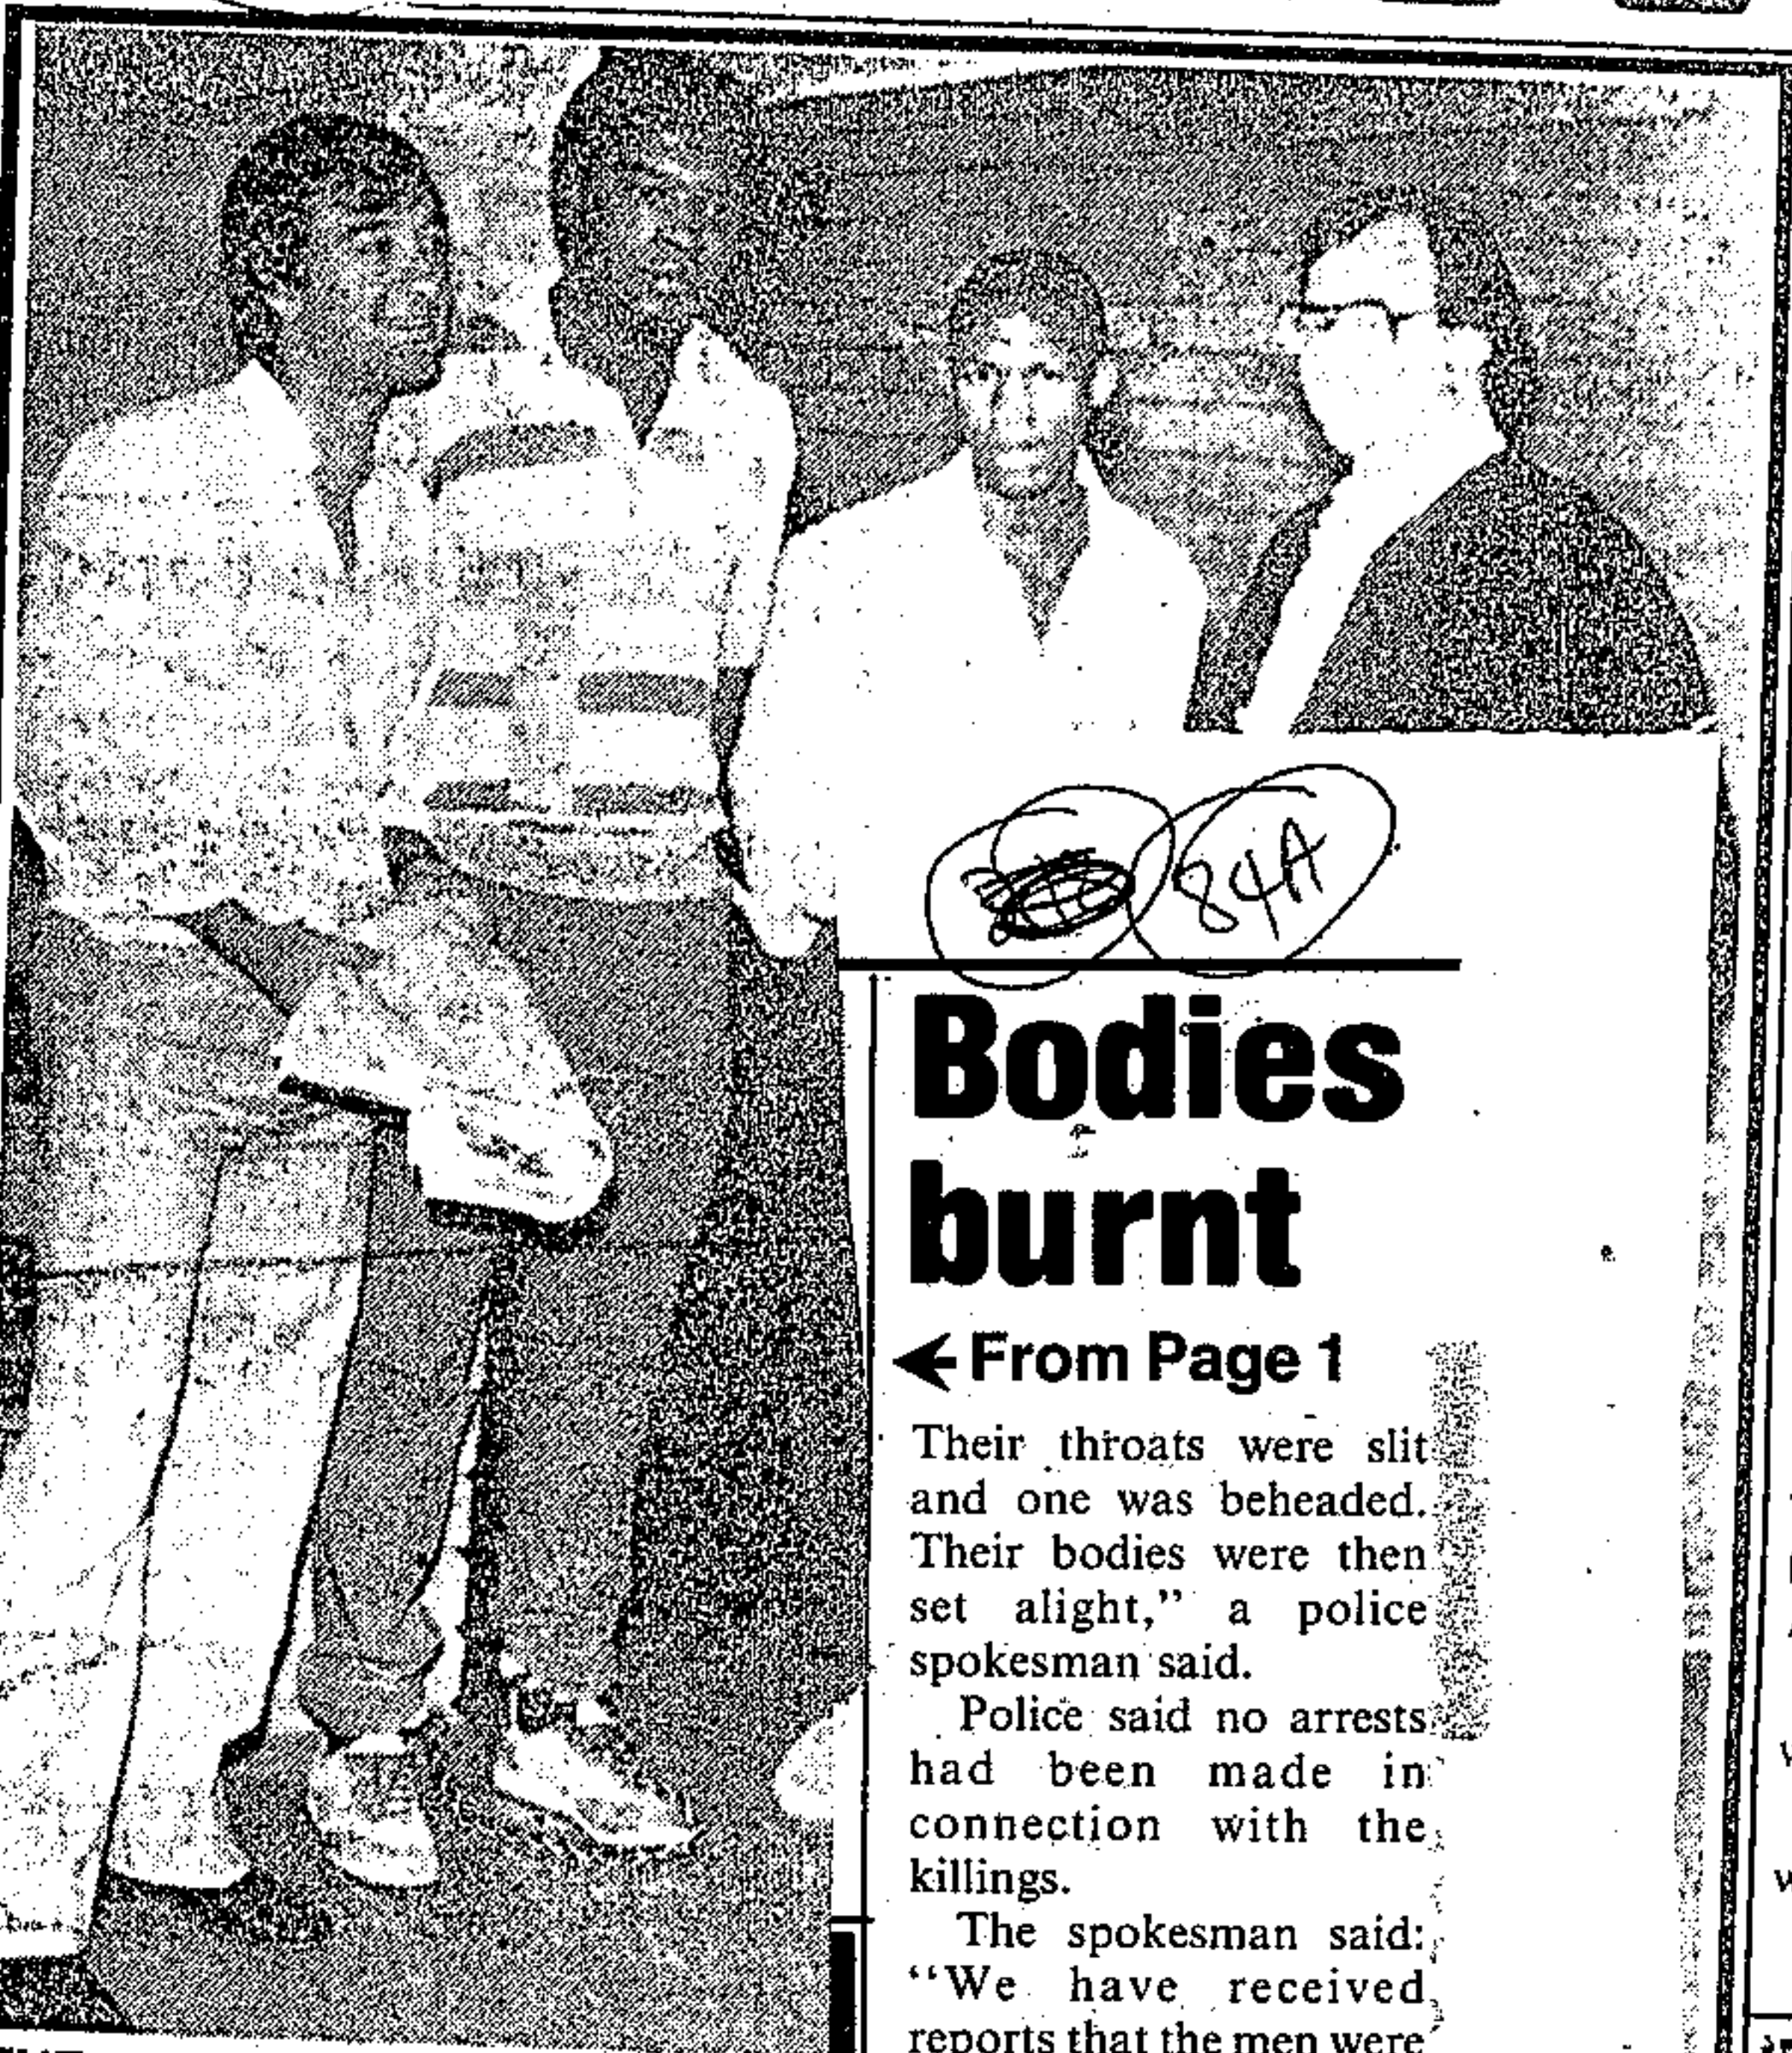 84A
Bodies
burnt
From Page 1
Their throats were slit
and one was beheaded.
Their bodies were then
set alight,” a police
spokesman said.
Police said no arrests
had been made in
connection with the
killings.
The spokesman said:
“We have received
reports that the men were